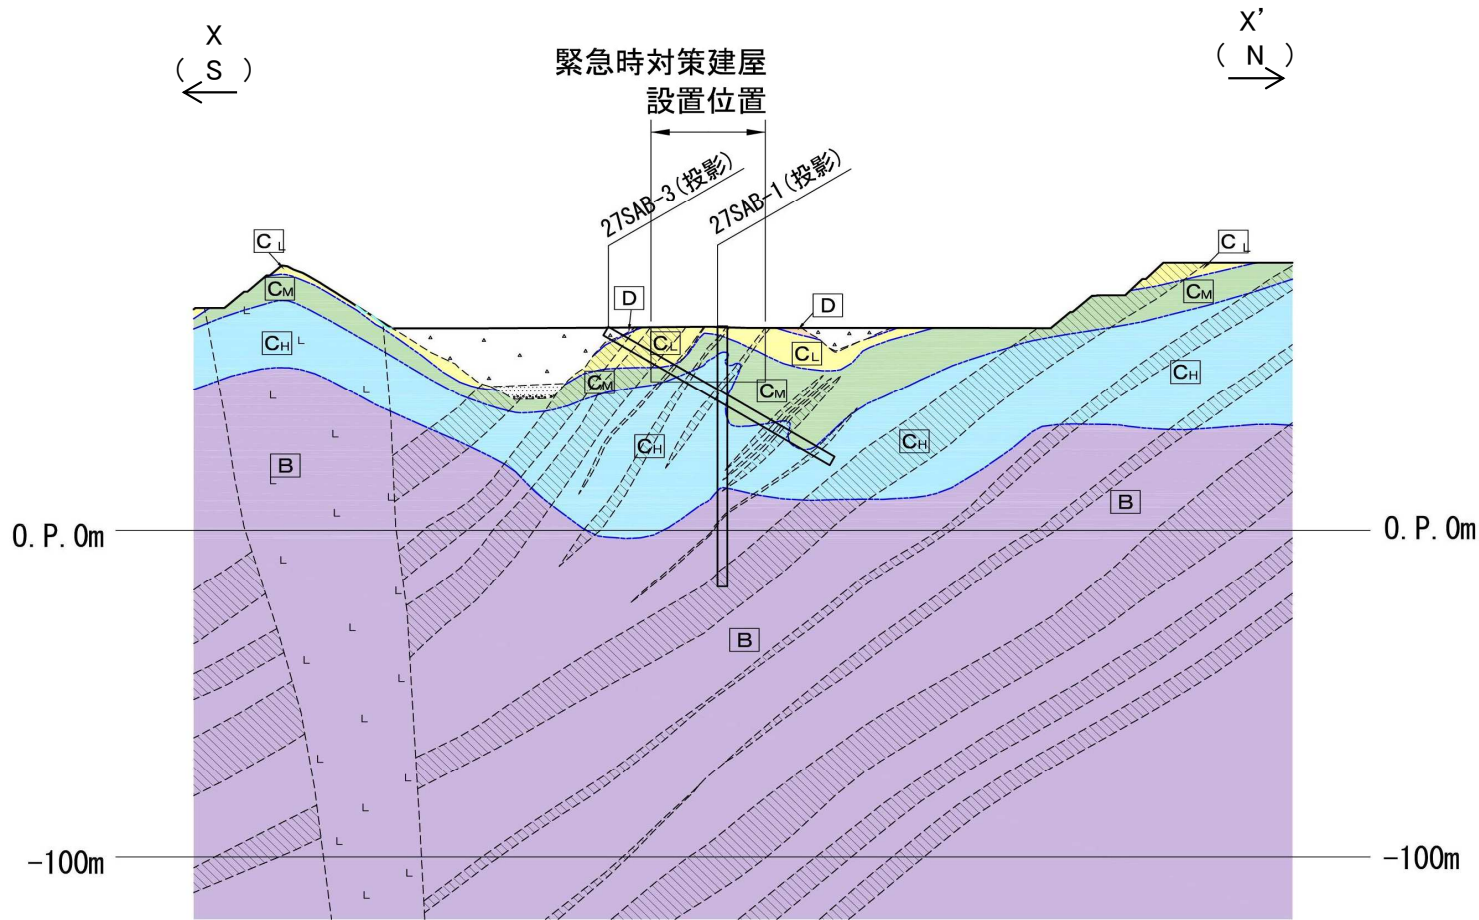 X
( S )
X’
( N )
緊急時対策建屋
設置位置
27SAB-3(投影)
27SAB-1(投影)
CL
CL
CM
D
D
CM
CH
CL
CL
CM
CM
CH
CH
CH
B
B
B
O.P.0m
O.P.0m
-100m
-100m